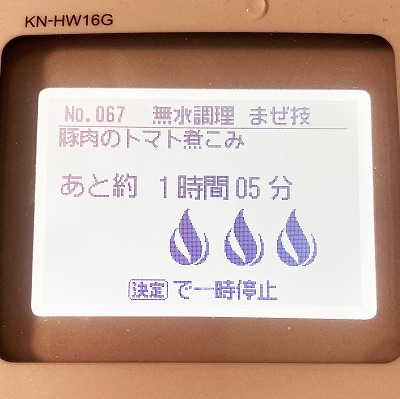 KN-HW16G
No.067 無水調理 まぜ技
豚肉のトマト煮こみ
あと約 1時間05分
決定で一時停止